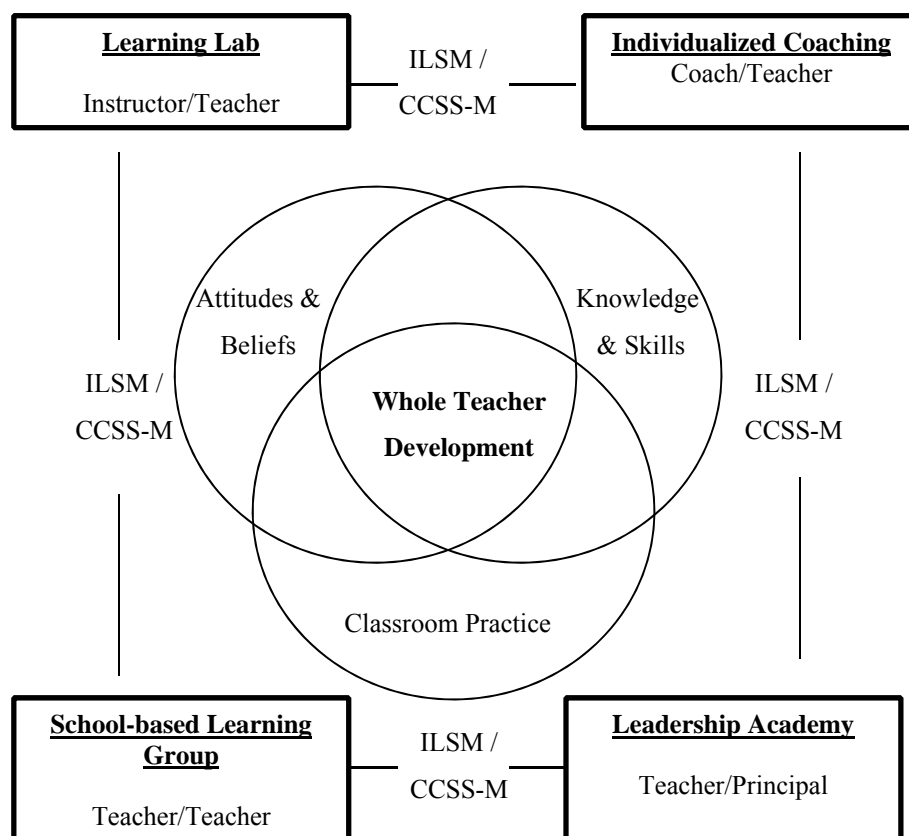 Learning Lab
Instructor/Teacher
ILSM /
CCSS-M
Individualized Coaching
Coach/Teacher
Attitudes &
Beliefs
Knowledge
& Skills
ILSM /
CCSS-M
Whole Teacher
Development
ILSM /
CCSS-M
Classroom Practice
School-based Learning
Group
Teacher/Teacher
ILSM /
CCSS-M
Leadership Academy
Teacher/Principal